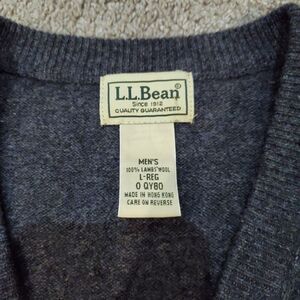 L.L.Bean®
Since 1912
QUALITY GUARANTEED
MEN'S
100% LAMBS' WOOL
L-REG
0 QY80
MADE IN HONG KONG
CARE ON REVERSE